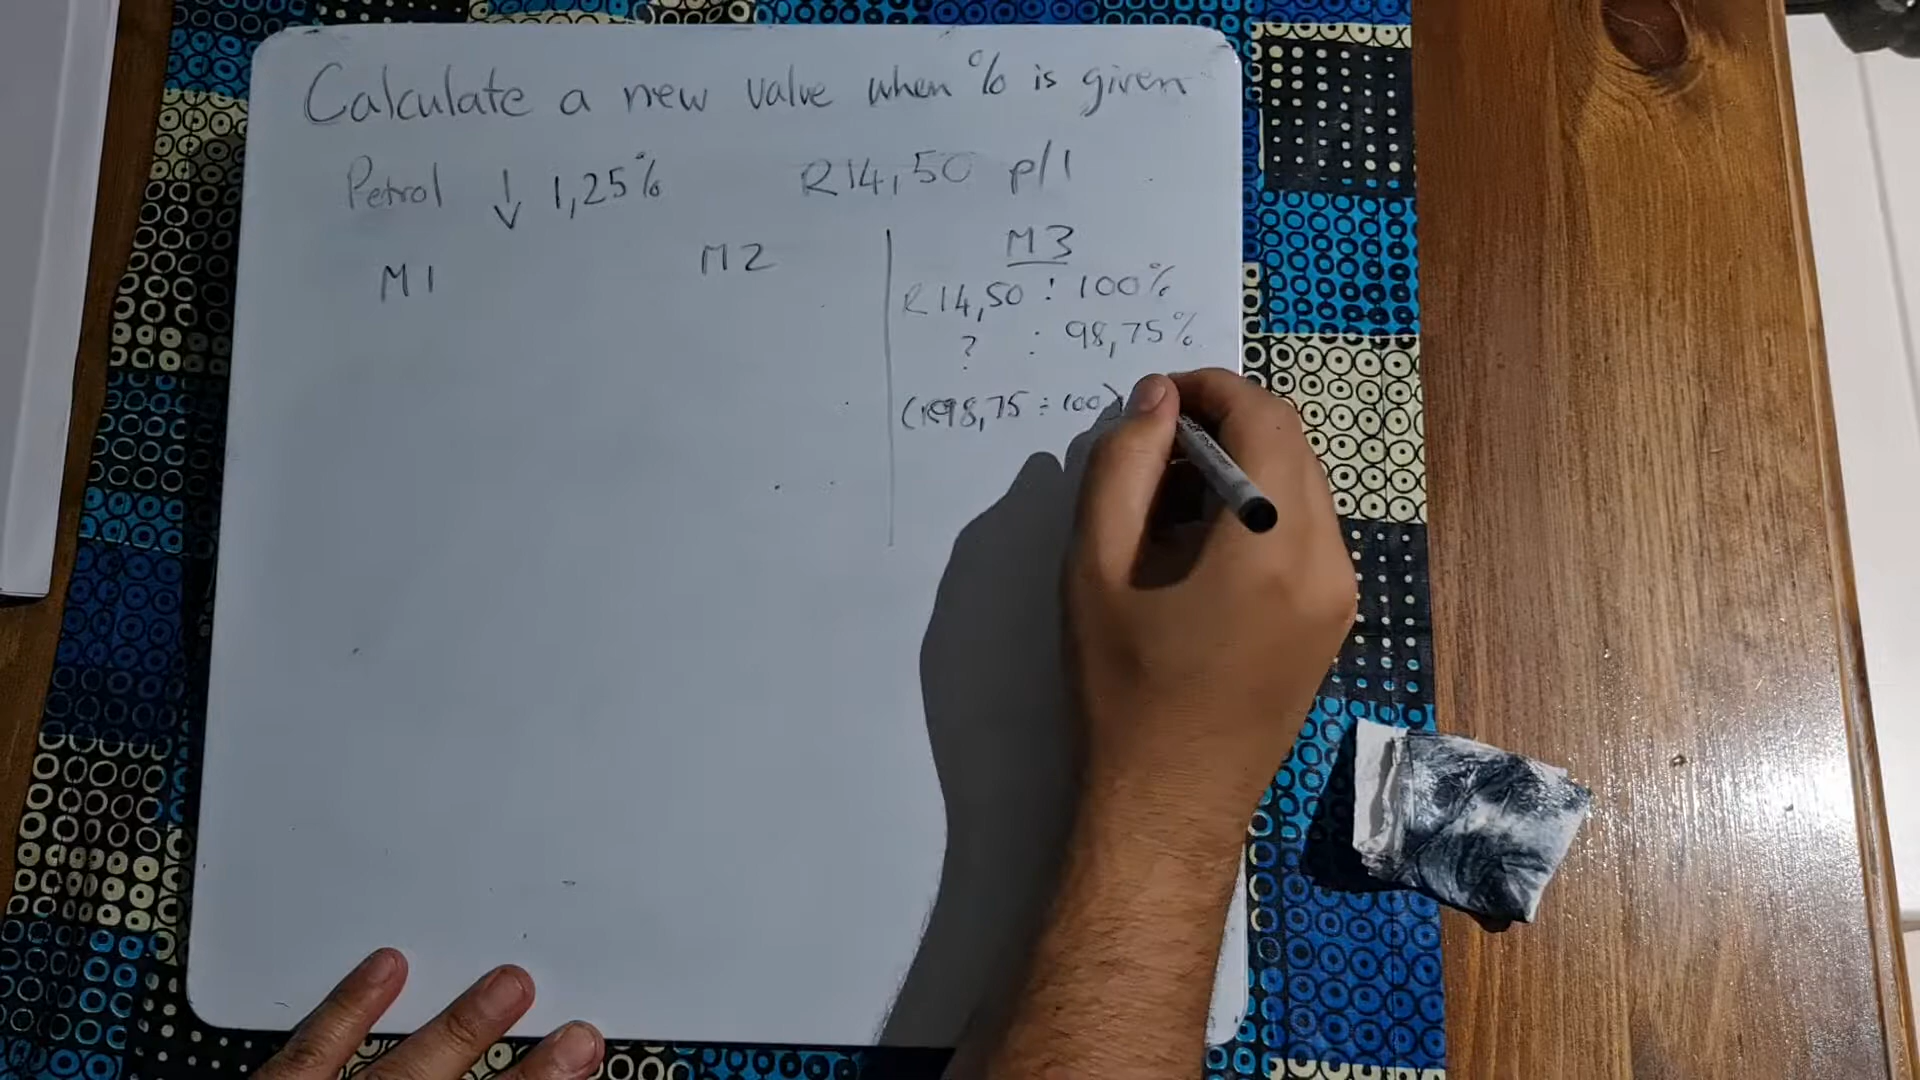 Calculate a new value when % is given
Petrol ↓ 1,25% R14,50 p/l
M1 M2 M3
R14,50 : 100%
? : 98,75%
98,75 ÷ 100)